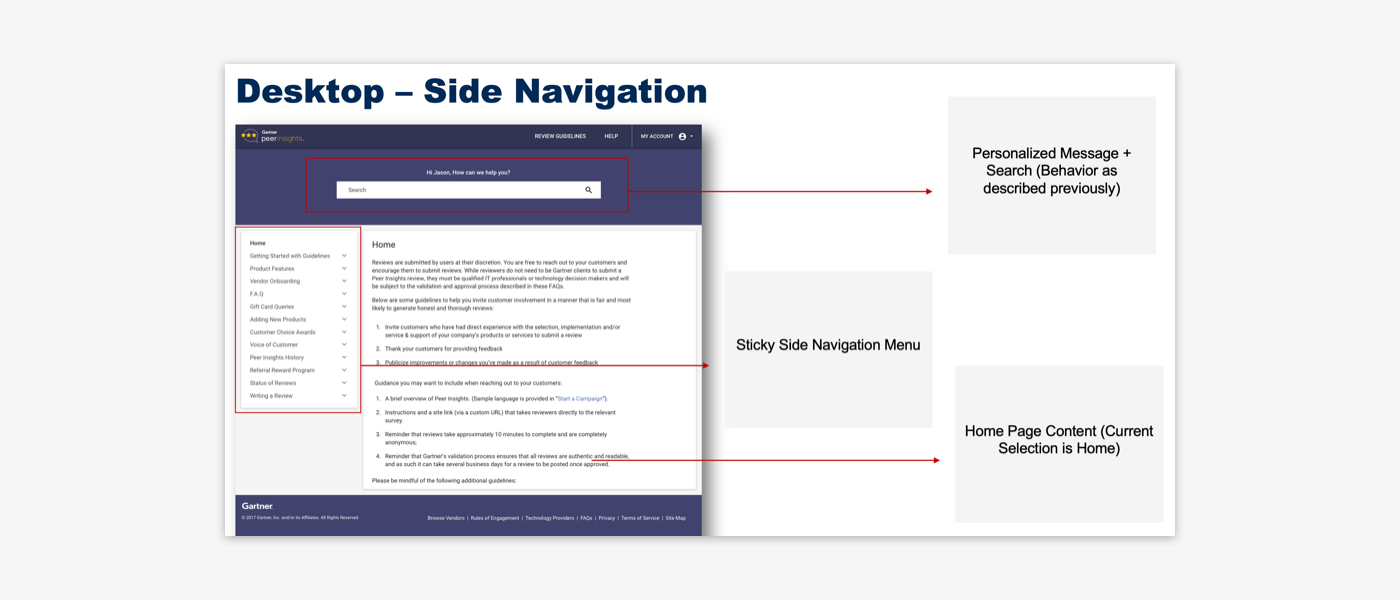 Desktop – Side Navigation
Gartner
peerinsights
REVIEW GUIDELINES
HELP
MY ACCOUNT
Hi Jason, How can we help you?
Search
Home
Getting Started with Guidelines
Product Features
Vendor Onboarding
F.A.Q
Gift Card Queries
Adding New Products
Customer Choice Awards
Voice of Customer
Peer Insights History
Referral Reward Program
Status of Reviews
Writing a Review
Home
Reviews are submitted by users at their discretion. You are free to reach out to your customers and
encourage them to submit reviews. While reviewers do not need to be Gartner clients to submit a
Peer Insights review, they must be qualified IT professionals or technology decision makers and will
be subject to the validation and approval process described in these FAQs.
Below are some guidelines to help you invite customer involvement in a manner that is fair and most
likely to generate honest and thorough reviews:
1. Invite customers who have had direct experience with the selection, implementation and/or
service & support of your company's products or services to submit a review
2. Thank your customers for providing feedback
3. Publicize improvements or changes you've made as a result of customer feedback
Guidance you may want to include when reaching out to your customers:
1. A brief overview of Peer Insights. (Sample language is provided in "Start a Campaign").
2. Instructions and a site link (via a custom URL) that takes reviewers directly to the relevant
survey.
3. Reminder that reviews take approximately 10 minutes to complete and are completely
anonymous;
4. Reminder that Gartner's validation process ensures that all reviews are authentic and readable,
and as such it can take several business days for a review to be posted once approved.
Please be mindful of the following additional guidelines:
Gartner
© 2017 Gartner, Inc. and/or its Affiliates. All Rights Reserved.
Browse Vendors | Rules of Engagement | Technology Providers | FAQs | Privacy | Terms of Service | Site Map
Personalized Message +
Search (Behavior as
described previously)
Sticky Side Navigation Menu
Home Page Content (Current
Selection is Home)